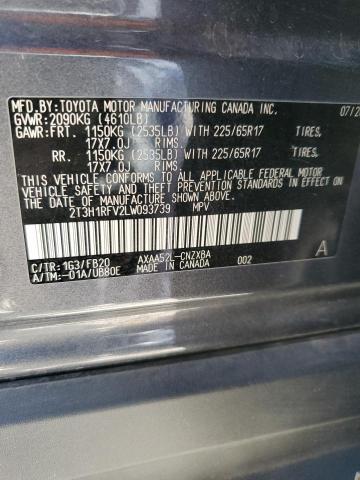 MFD. BY: TOYOTA MOTOR MANUFACTURING CANADA INC. 07/2
GVWR: 2090KG (4610LB)
GAWR: FRT. 1150KG (2535LB) WITH 225/65R17 TIRES,
17X7.0J RIMS.
RR. 1150KG (2535LB) WITH 225/65R17 TIRES,
17X7.0J RIMS.
THIS VEHICLE CONFORMS TO ALL APPLICABLE
FEDERAL MOTOR VEHICLE SAFETY AND THEFT
PREVENTION STANDARDS IN EFFECT ON THE DATE
OF MANUFACTURE SHOWN ABOVE.
2T3H1RFV2LW093739 MPV
C/TR: 1G3/FB20 AXAA52L-CNZXBA 002 A
A/TM: -01A/UB80E MADE IN CANADA